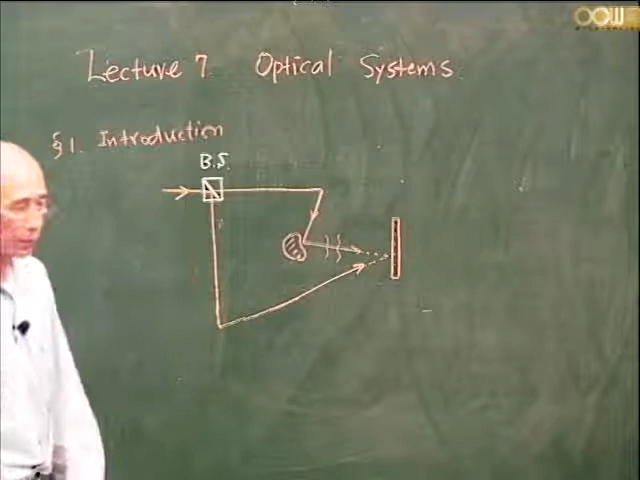 Lecture 7 Optical Systems
§1. Introduction
B.S.